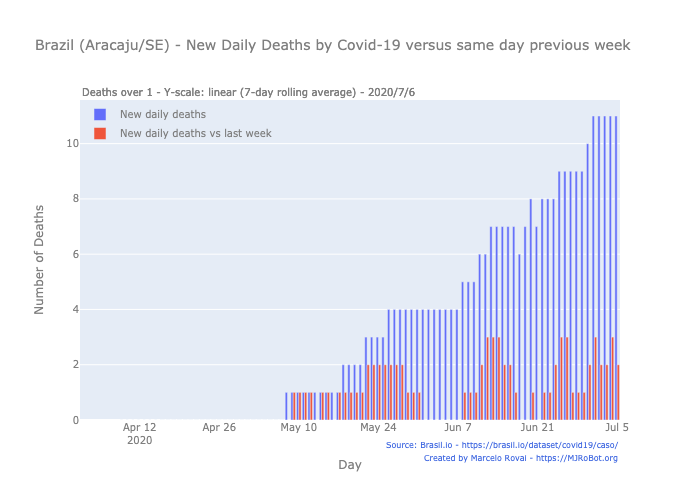 Brazil (Aracaju/SE) - New Daily Deaths by Covid-19 versus same day previous week
Deaths over 1 - Y-scale: linear (7-day rolling average) - 2020/7/6
New daily deaths
New daily deaths vs last week
Number of Deaths
10
8
6
4
2
0
Apr 12 Apr 26 May 10 May 24 Jun 7 Jun 21 Jul 5
2020
Day
Source: Brasil.io - https://brasil.io/dataset/covid19/caso/
Created by Marcelo Rovai - https://MJRoBot.org